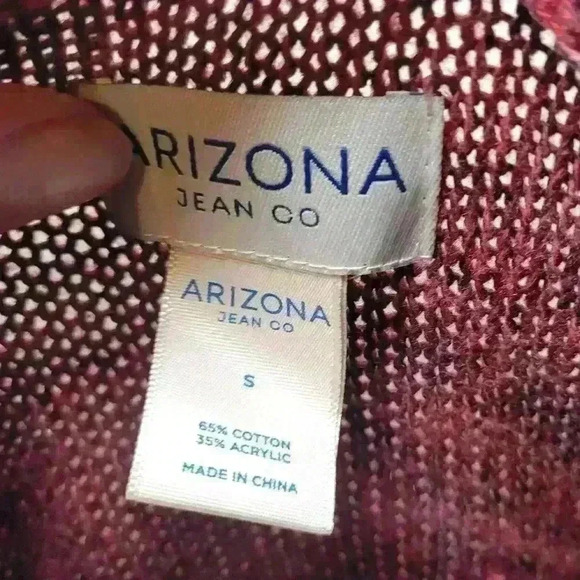 ARIZONA
JEAN CO
ARIZONA
JEAN CO
S
65% COTTON
35% ACRYLIC
MADE IN CHINA